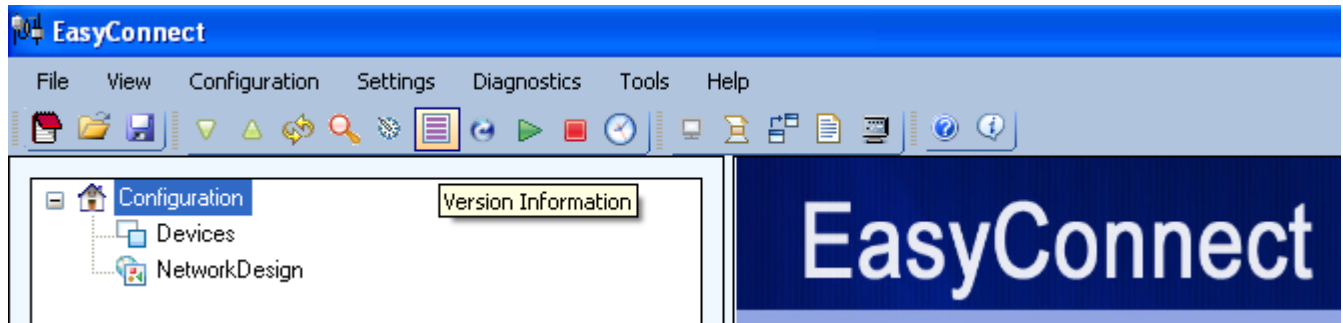 EasyConnect
File View Configuration Settings Diagnostics Tools Help
Configuration
Version Information
Devices
NetworkDesign
EasyConnect